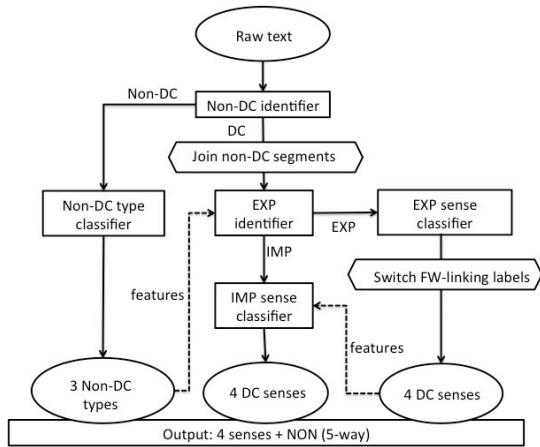 Raw text
Non-DC
Non-DC identifier
DC
Join non-DC segments
Non-DC type
classifier
EXP
identifier
EXP
EXP sense
classifier
IMP
Switch FW-linking labels
features
IMP sense
classifier
features
3 Non-DC
types
4 DC senses
4 DC senses
Output: 4 senses + NON (5-way)